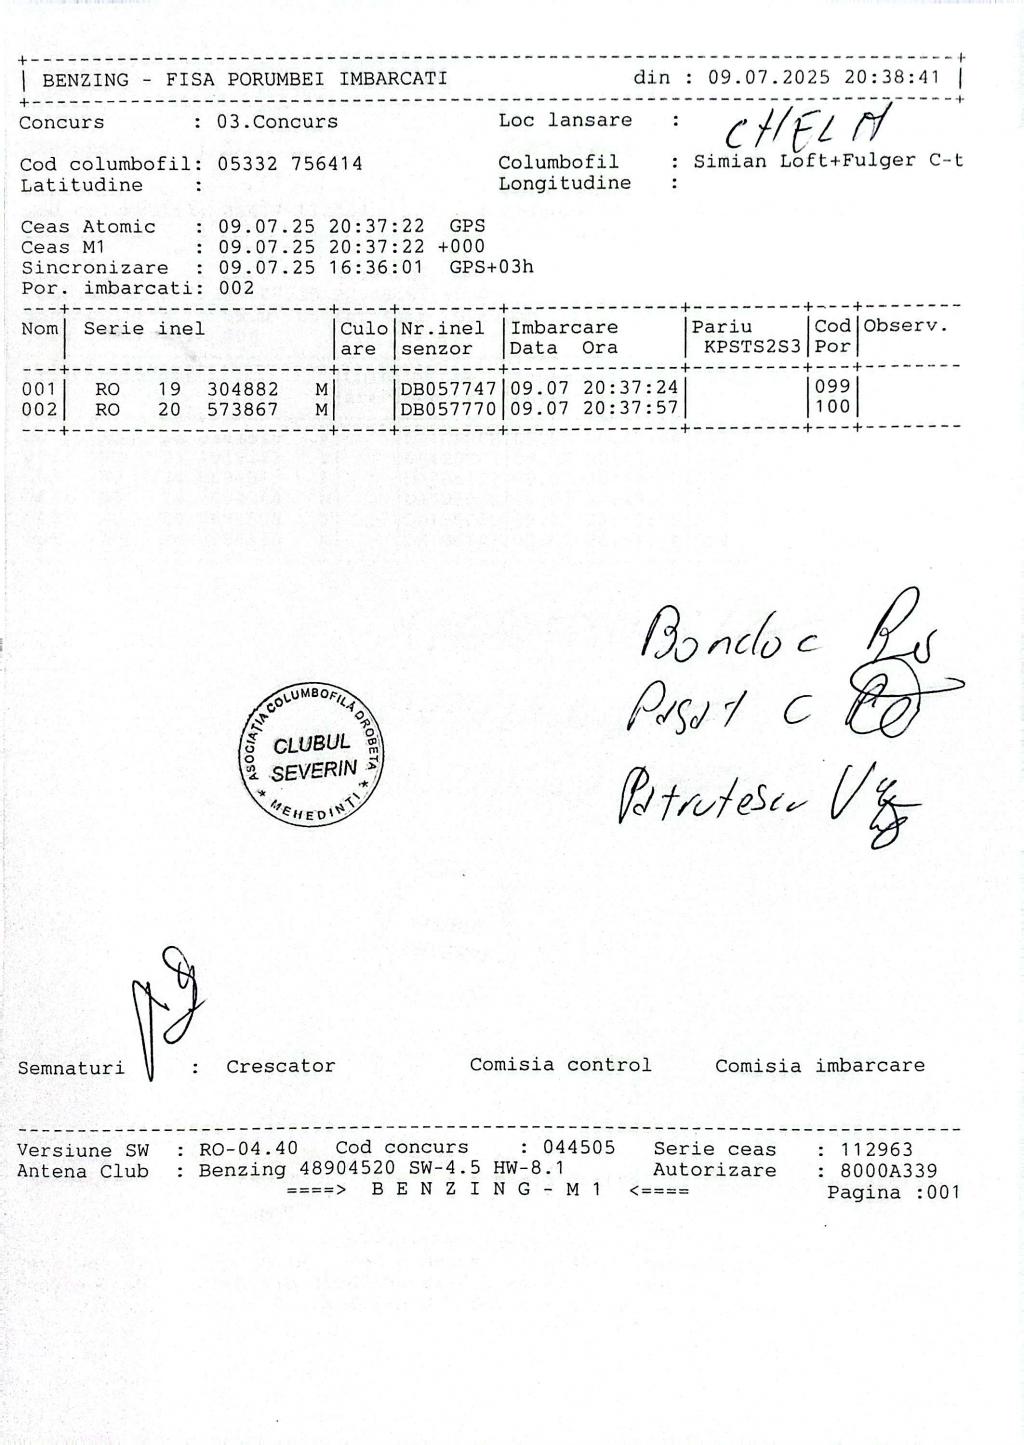 BENZING - FISA PORUMBEI IMBARCATI din : 09.07.2025 20:38:41
Concurs : 03.Concurs Loc lansare : CHELM
Cod columbofil: 05332 756414 Columbofil : Simian Loft+Fulger C-t
Latitudine : Longitudine :
Ceas Atomic : 09.07.25 20:37:22 GPS
Ceas M1 : 09.07.25 20:37:22 +000
Sincronizare : 09.07.25 16:36:01 GPS+03h
Por. imbarcati: 002
Nom| Serie inel |Culo|Nr.inel |Imbarcare |Pariu |Cod|Observ.
| |are |senzor |Data Ora | KPSTS2S3|Por|
001| RO 19 304882 M| |DB057747|09.07 20:37:24| |099|
002| RO 20 573867 M| |DB057770|09.07 20:37:57| |100|
Bondoc
Pasat C
Patrutescu V
ASOCIAŢIA COLUMBOFILĂ DROBETA
CLUBUL
SEVERIN
* MEHEDINTI *
Semnaturi : Crescator Comisia control Comisia imbarcare
Versiune SW : RO-04.40 Cod concurs : 044505 Serie ceas : 112963
Antena Club : Benzing 48904520 SW-4.5 HW-8.1 Autorizare : 8000A339
====> B E N Z I N G - M 1 <==== Pagina :001